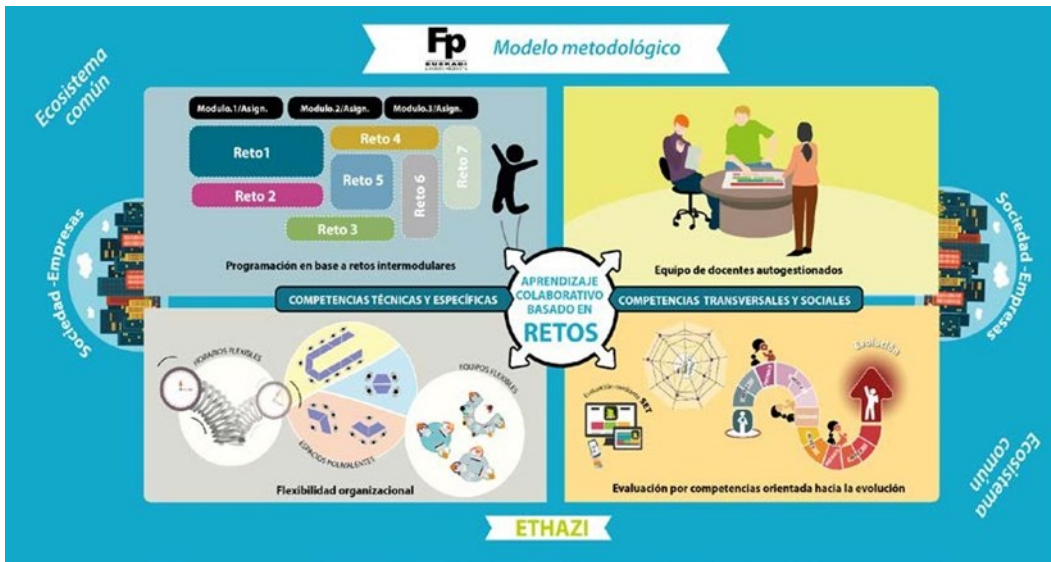 Fp
EUSKADI
Modelo metodológico
Ecosistema
común
Modulo.1/Asign.
Modulo.2/Asign.
Modulo.3/Asign.
Reto1
Reto 2
Reto 3
Reto 4
Reto 5
Reto 6
Reto 7
Programación en base a retos intermodulares
Equipo de docentes autogestionados
Sociedad -Empresas
Sociedad -Empresas
COMPETENCIAS TÉCNICAS Y ESPECÍFICAS
APRENDIZAJE
COLABORATIVO
BASADO EN
RETOS
COMPETENCIAS TRANSVERSALES Y SOCIALES
HORARIOS FLEXIBLES
ESPACIOS POLIVALENTES
EQUIPOS FLEXIBLES
Flexibilidad organizacional
Evaluación mediante SET
Evolución
Evaluación por competencias orientada hacia la evolución
Ecosistema
común
ETHAZI